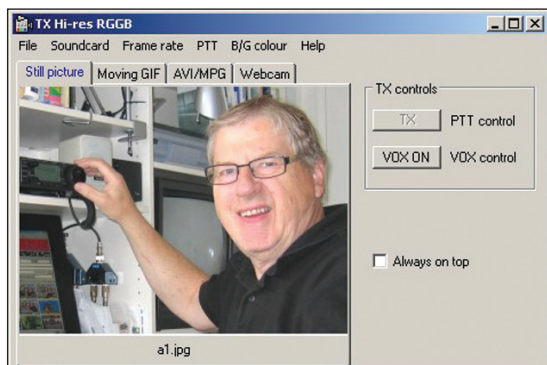 TX Hi-res RGGB
File Soundcard Frame rate PTT B/G colour Help
Still picture Moving GIF AVI/MPG Webcam
TX controls
TX PTT control
VOX ON VOX control
Always on top
a1.jpg